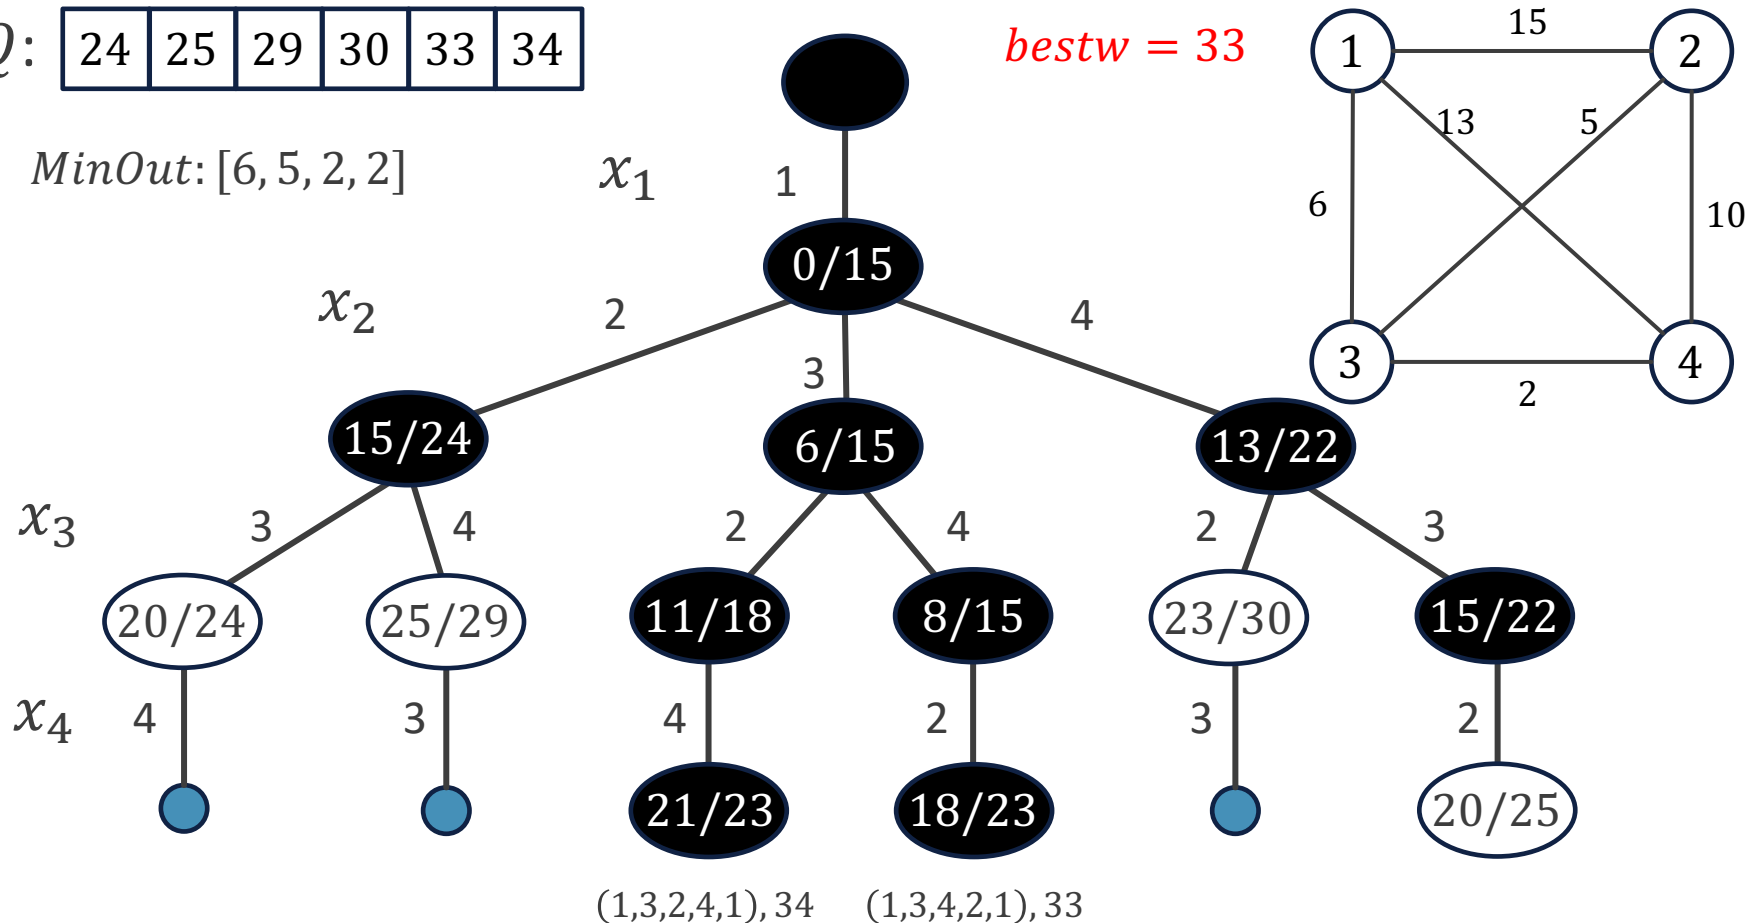 Q: 24 25 29 30 33 34
bestw = 33
MinOut: [6, 5, 2, 2]
1 15 2
13 5
6 10
3 2 4
x1 1
0/15
x2 2 3 4
15/24 6/15 13/22
x3 3 4 2 4 2 3
20/24 25/29 11/18 8/15 23/30 15/22
x4 4 3 4 2 3 2
21/23 18/23 20/25
(1,3,2,4,1), 34 (1,3,4,2,1), 33